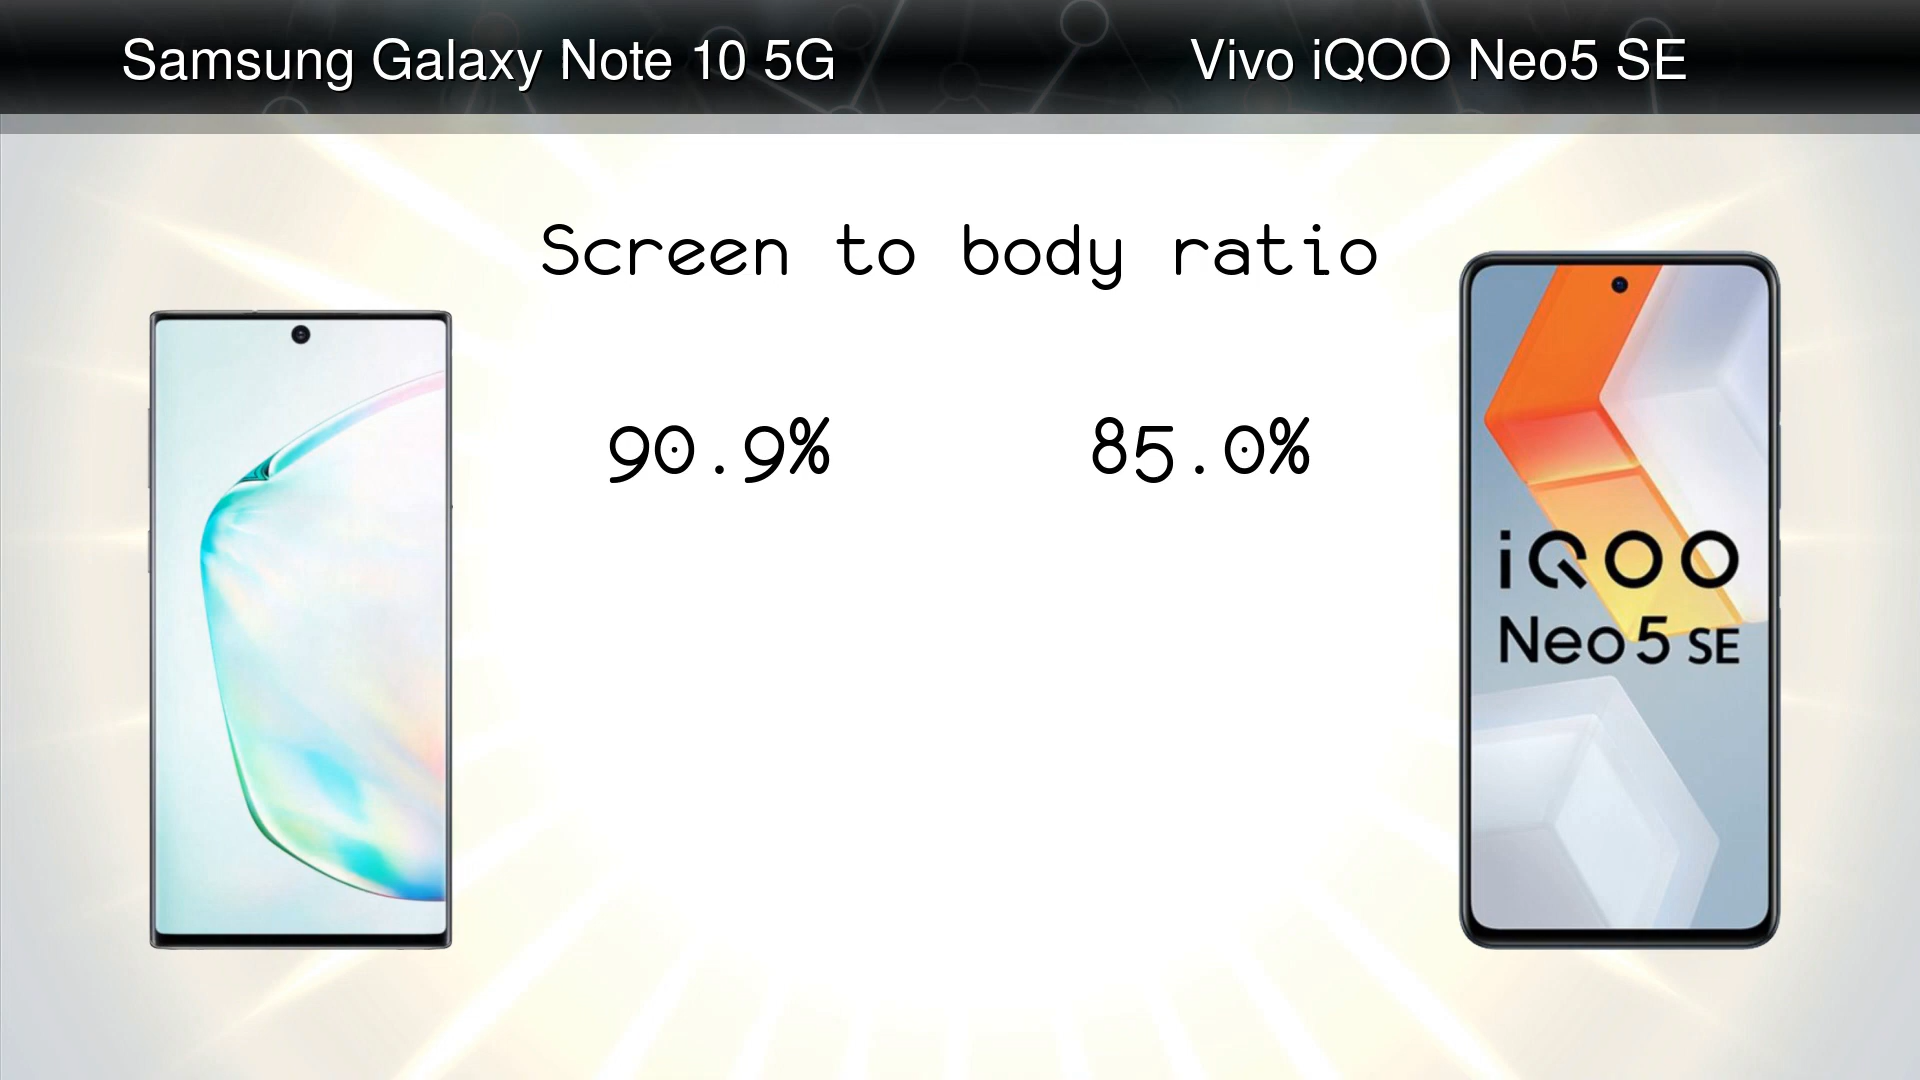 Samsung Galaxy Note 10 5G
Vivo iQOO Neo5 SE
Screen to body ratio
90.9%
85.0%
iQOO
Neo5 SE